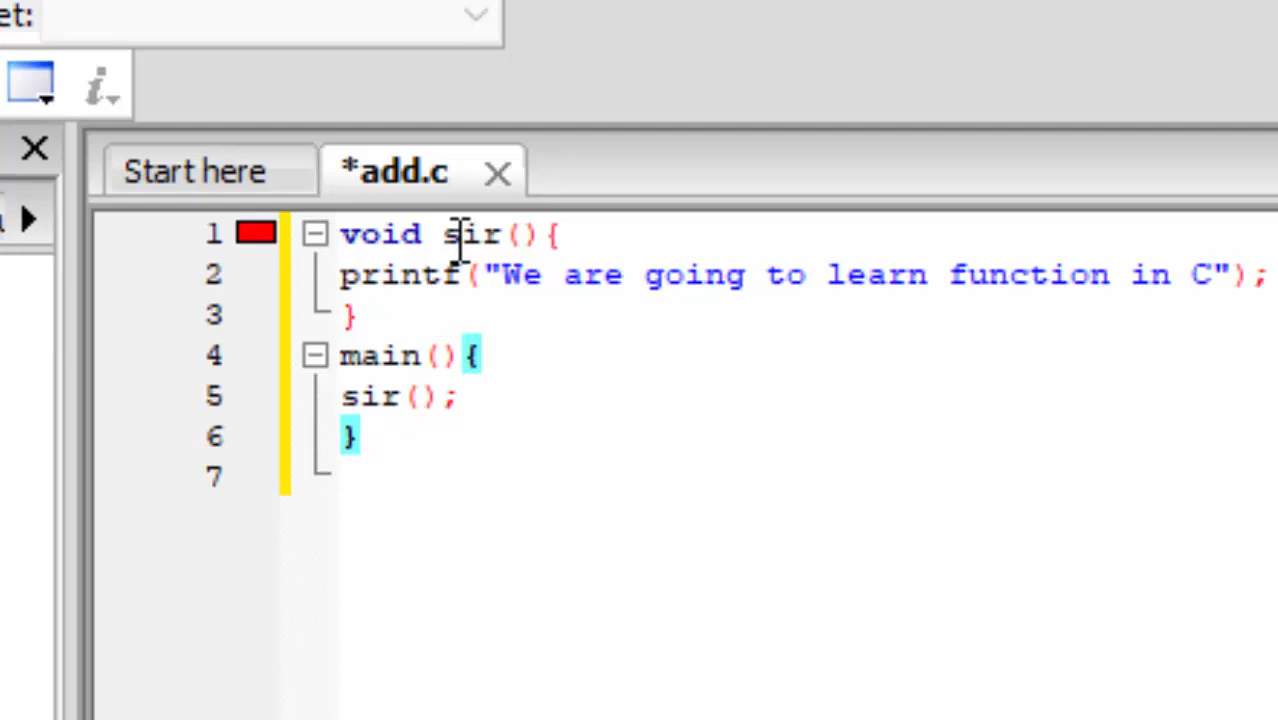 et:
Start here
*add.c
1 void sir(){
2 printf("We are going to learn function in C");
3 }
4 main(){
5 sir();
6 }
7